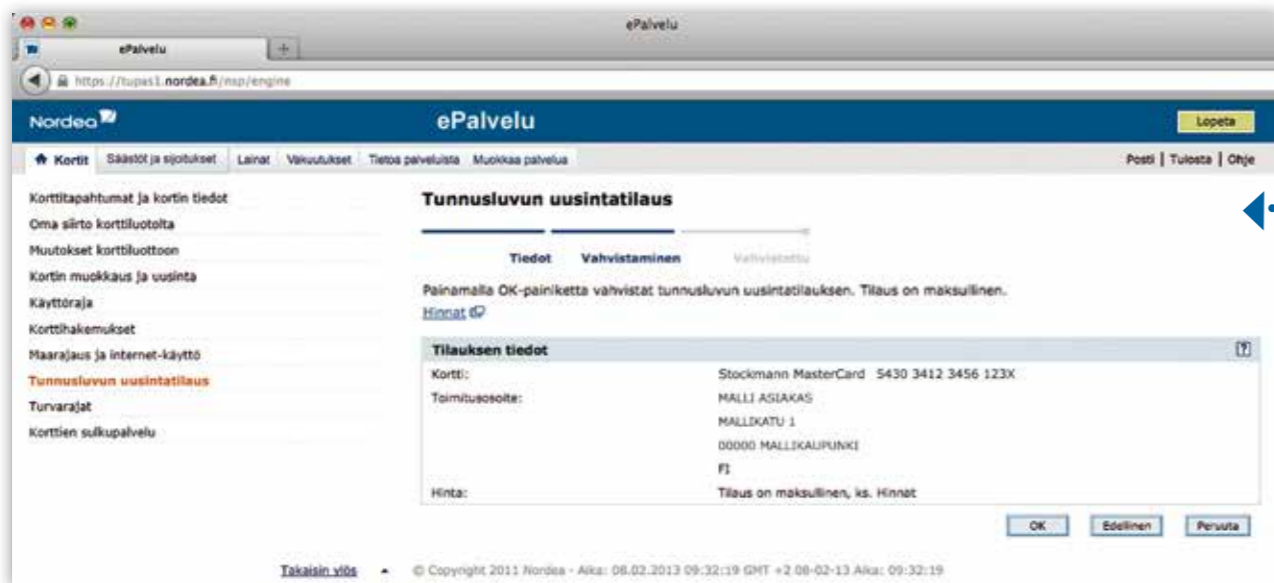 ePalvelu
ePalvelu +
https://tupas1.nordea.fi/nsp/engine
Nordea ePalvelu Lopeta
Kortit Säästöt ja sijoitukset Lainat Vakuutukset Tietoa palveluista Muokkaa palvelua Posti | Tulosta | Ohje
Korttitapahtumat ja kortin tiedot
Oma siirto korttiluotolta
Muutokset korttiluottoon
Kortin muokkaus ja uusinta
Käyttöraja
Korttihakemukset
Maarajaus ja internet-käyttö
Tunnusluvun uusintatilaus
Turvarajat
Korttien sulkupalvelu
Tunnusluvun uusintatilaus
Tiedot Vahvistaminen Vahvistettu
Painamalla OK-painiketta vahvistat tunnusluvun uusintatilauksen. Tilaus on maksullinen.
Hinnat
Tilauksen tiedot ?
Kortti: Stockmann MasterCard 5430 3412 3456 123X
Toimitusosoite: MALLI ASIAKAS
MALLIKATU 1
00000 MALLIKAUPUNKI
FI
Hinta: Tilaus on maksullinen, ks. Hinnat
OK Edellinen Peruuta
Takaisin ylös © Copyright 2011 Nordea - Aika: 08.02.2013 09:32:19 GMT +2 08-02-13 Aika: 09:32:19